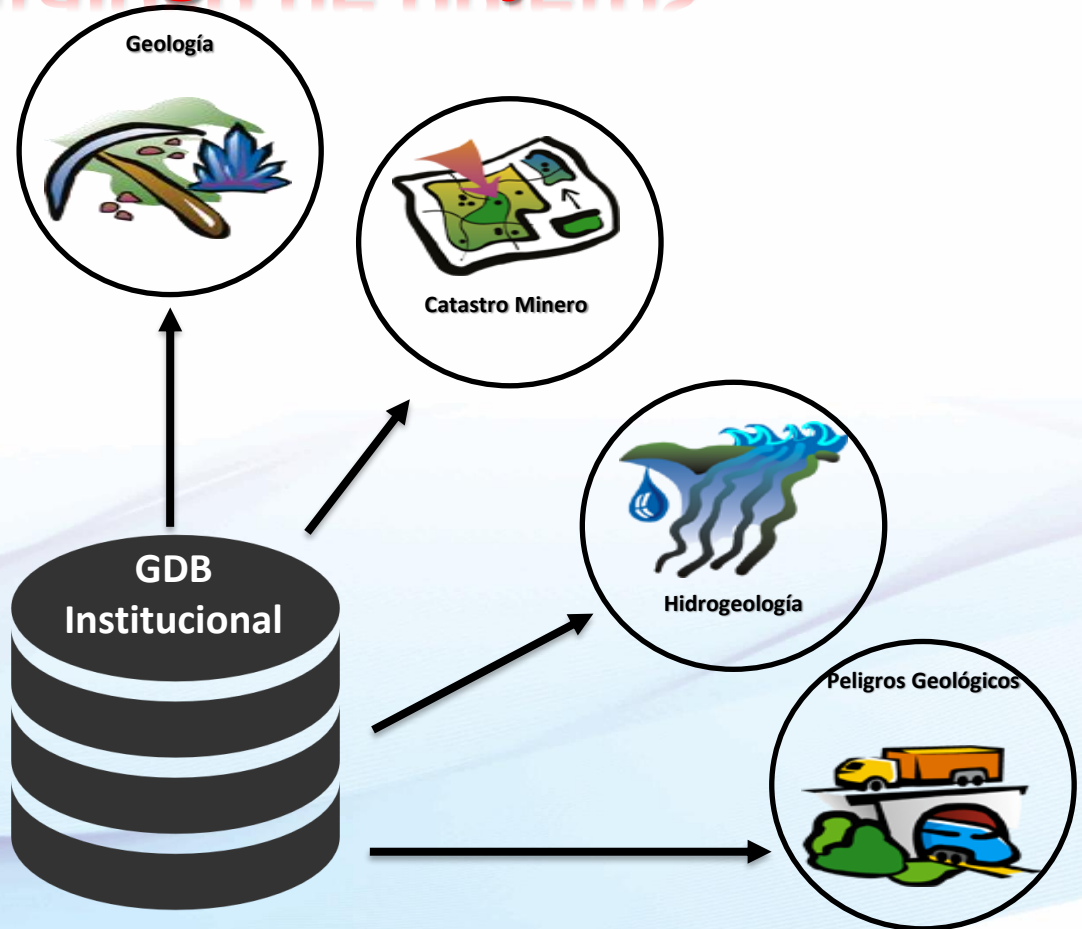 Geología
Catastro Minero
Hidrogeología
Peligros Geológicos
GDB
Institucional